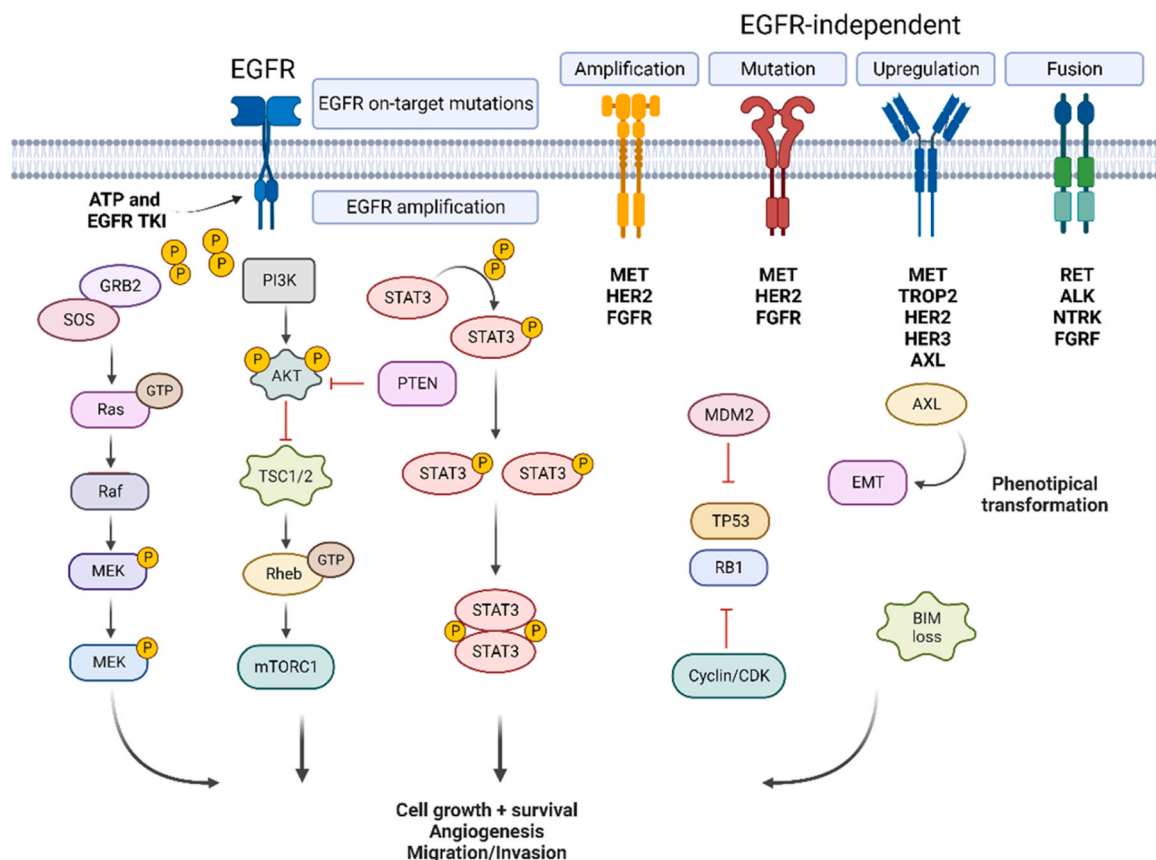 EGFR-independent
EGFR
EGFR on-target mutations
Amplification
Mutation
Upregulation
Fusion
ATP and
EGFR TKI
EGFR amplification
P
P
P
P
GRB2
SOS
PI3K
STAT3
P
P
STAT3
P
MET
HER2
FGFR
MET
HER2
FGFR
MET
TROP2
HER2
HER3
AXL
RET
ALK
NTRK
FGRF
P
P
AKT
PTEN
Ras
GTP
MDM2
AXL
Raf
TSC1/2
STAT3
P
STAT3
P
EMT
Phenotypical
transformation
TP53
RB1
MEK
P
Rheb
GTP
STAT3
P
P
STAT3
BIM
loss
MEK
P
mTORC1
Cyclin/CDK
Cell growth + survival
Angiogenesis
Migration/Invasion